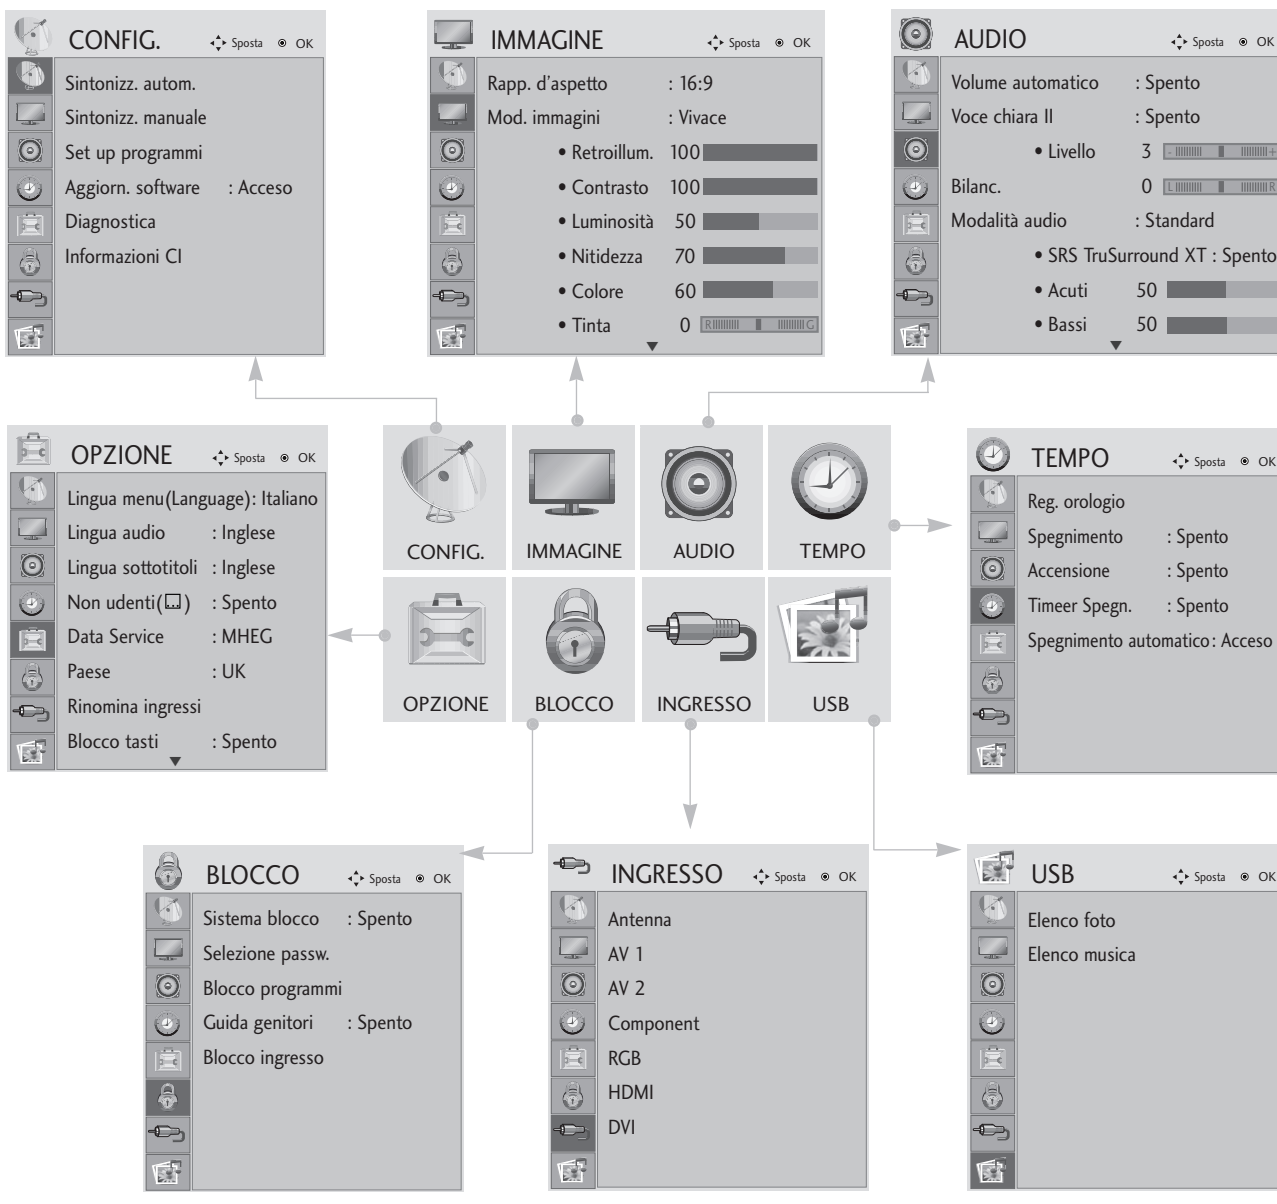 CONFIG. Sposta OK
Sintonizz. autom.
Sintonizz. manuale
Set up programmi
Aggiorn. software : Acceso
Diagnostica
Informazioni CI
IMMAGINE Sposta OK
Rapp. d'aspetto : 16:9
Mod. immagini : Vivace
• Retroillum. 100
• Contrasto 100
• Luminosità 50
• Nitidezza 70
• Colore 60
• Tinta 0 R G
AUDIO Sposta OK
Volume automatico : Spento
Voce chiara II : Spento
• Livello 3 - +
Bilanc. 0 L R
Modalità audio : Standard
• SRS TruSurround XT : Spento
• Acuti 50
• Bassi 50
OPZIONE Sposta OK
Lingua menu(Language): Italiano
Lingua audio : Inglese
Lingua sottotitoli : Inglese
Non udenti( ) : Spento
Data Service : MHEG
Paese : UK
Rinomina ingressi
Blocco tasti : Spento
CONFIG.
IMMAGINE
AUDIO
TEMPO
OPZIONE
BLOCCO
INGRESSO
USB
TEMPO Sposta OK
Reg. orologio
Spegnimento : Spento
Accensione : Spento
Timeer Spegn. : Spento
Spegnimento automatico: Acceso
BLOCCO Sposta OK
Sistema blocco : Spento
Selezione passw.
Blocco programmi
Guida genitori : Spento
Blocco ingresso
INGRESSO Sposta OK
Antenna
AV 1
AV 2
Component
RGB
HDMI
DVI
USB Sposta OK
Elenco foto
Elenco musica